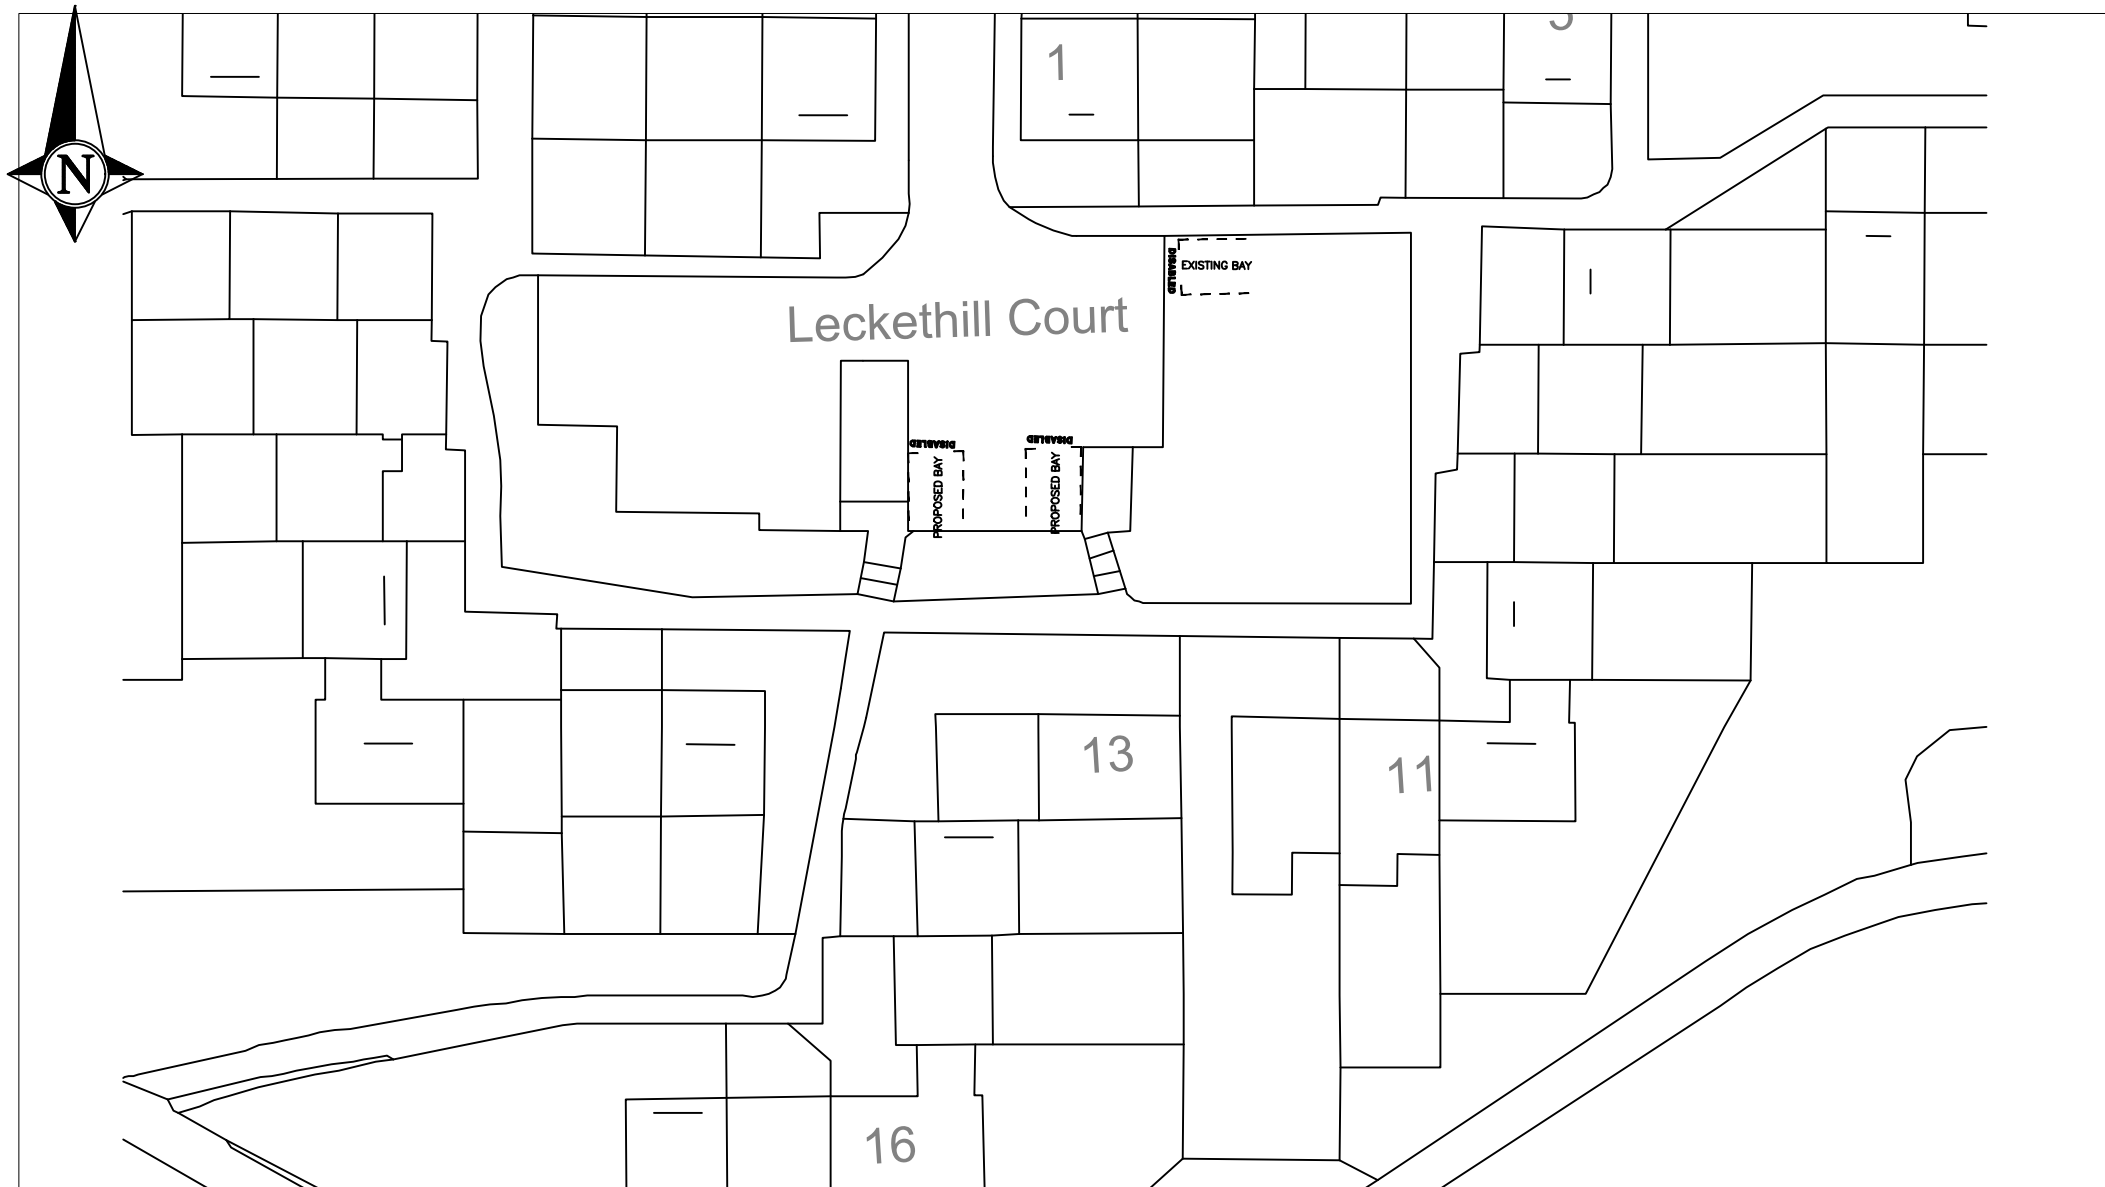 1
N
DISABLED
EXISTING BAY
Leckethill Court
DISABLED
PROPOSED BAY
DISABLED
PROPOSED BAY
13
11
16